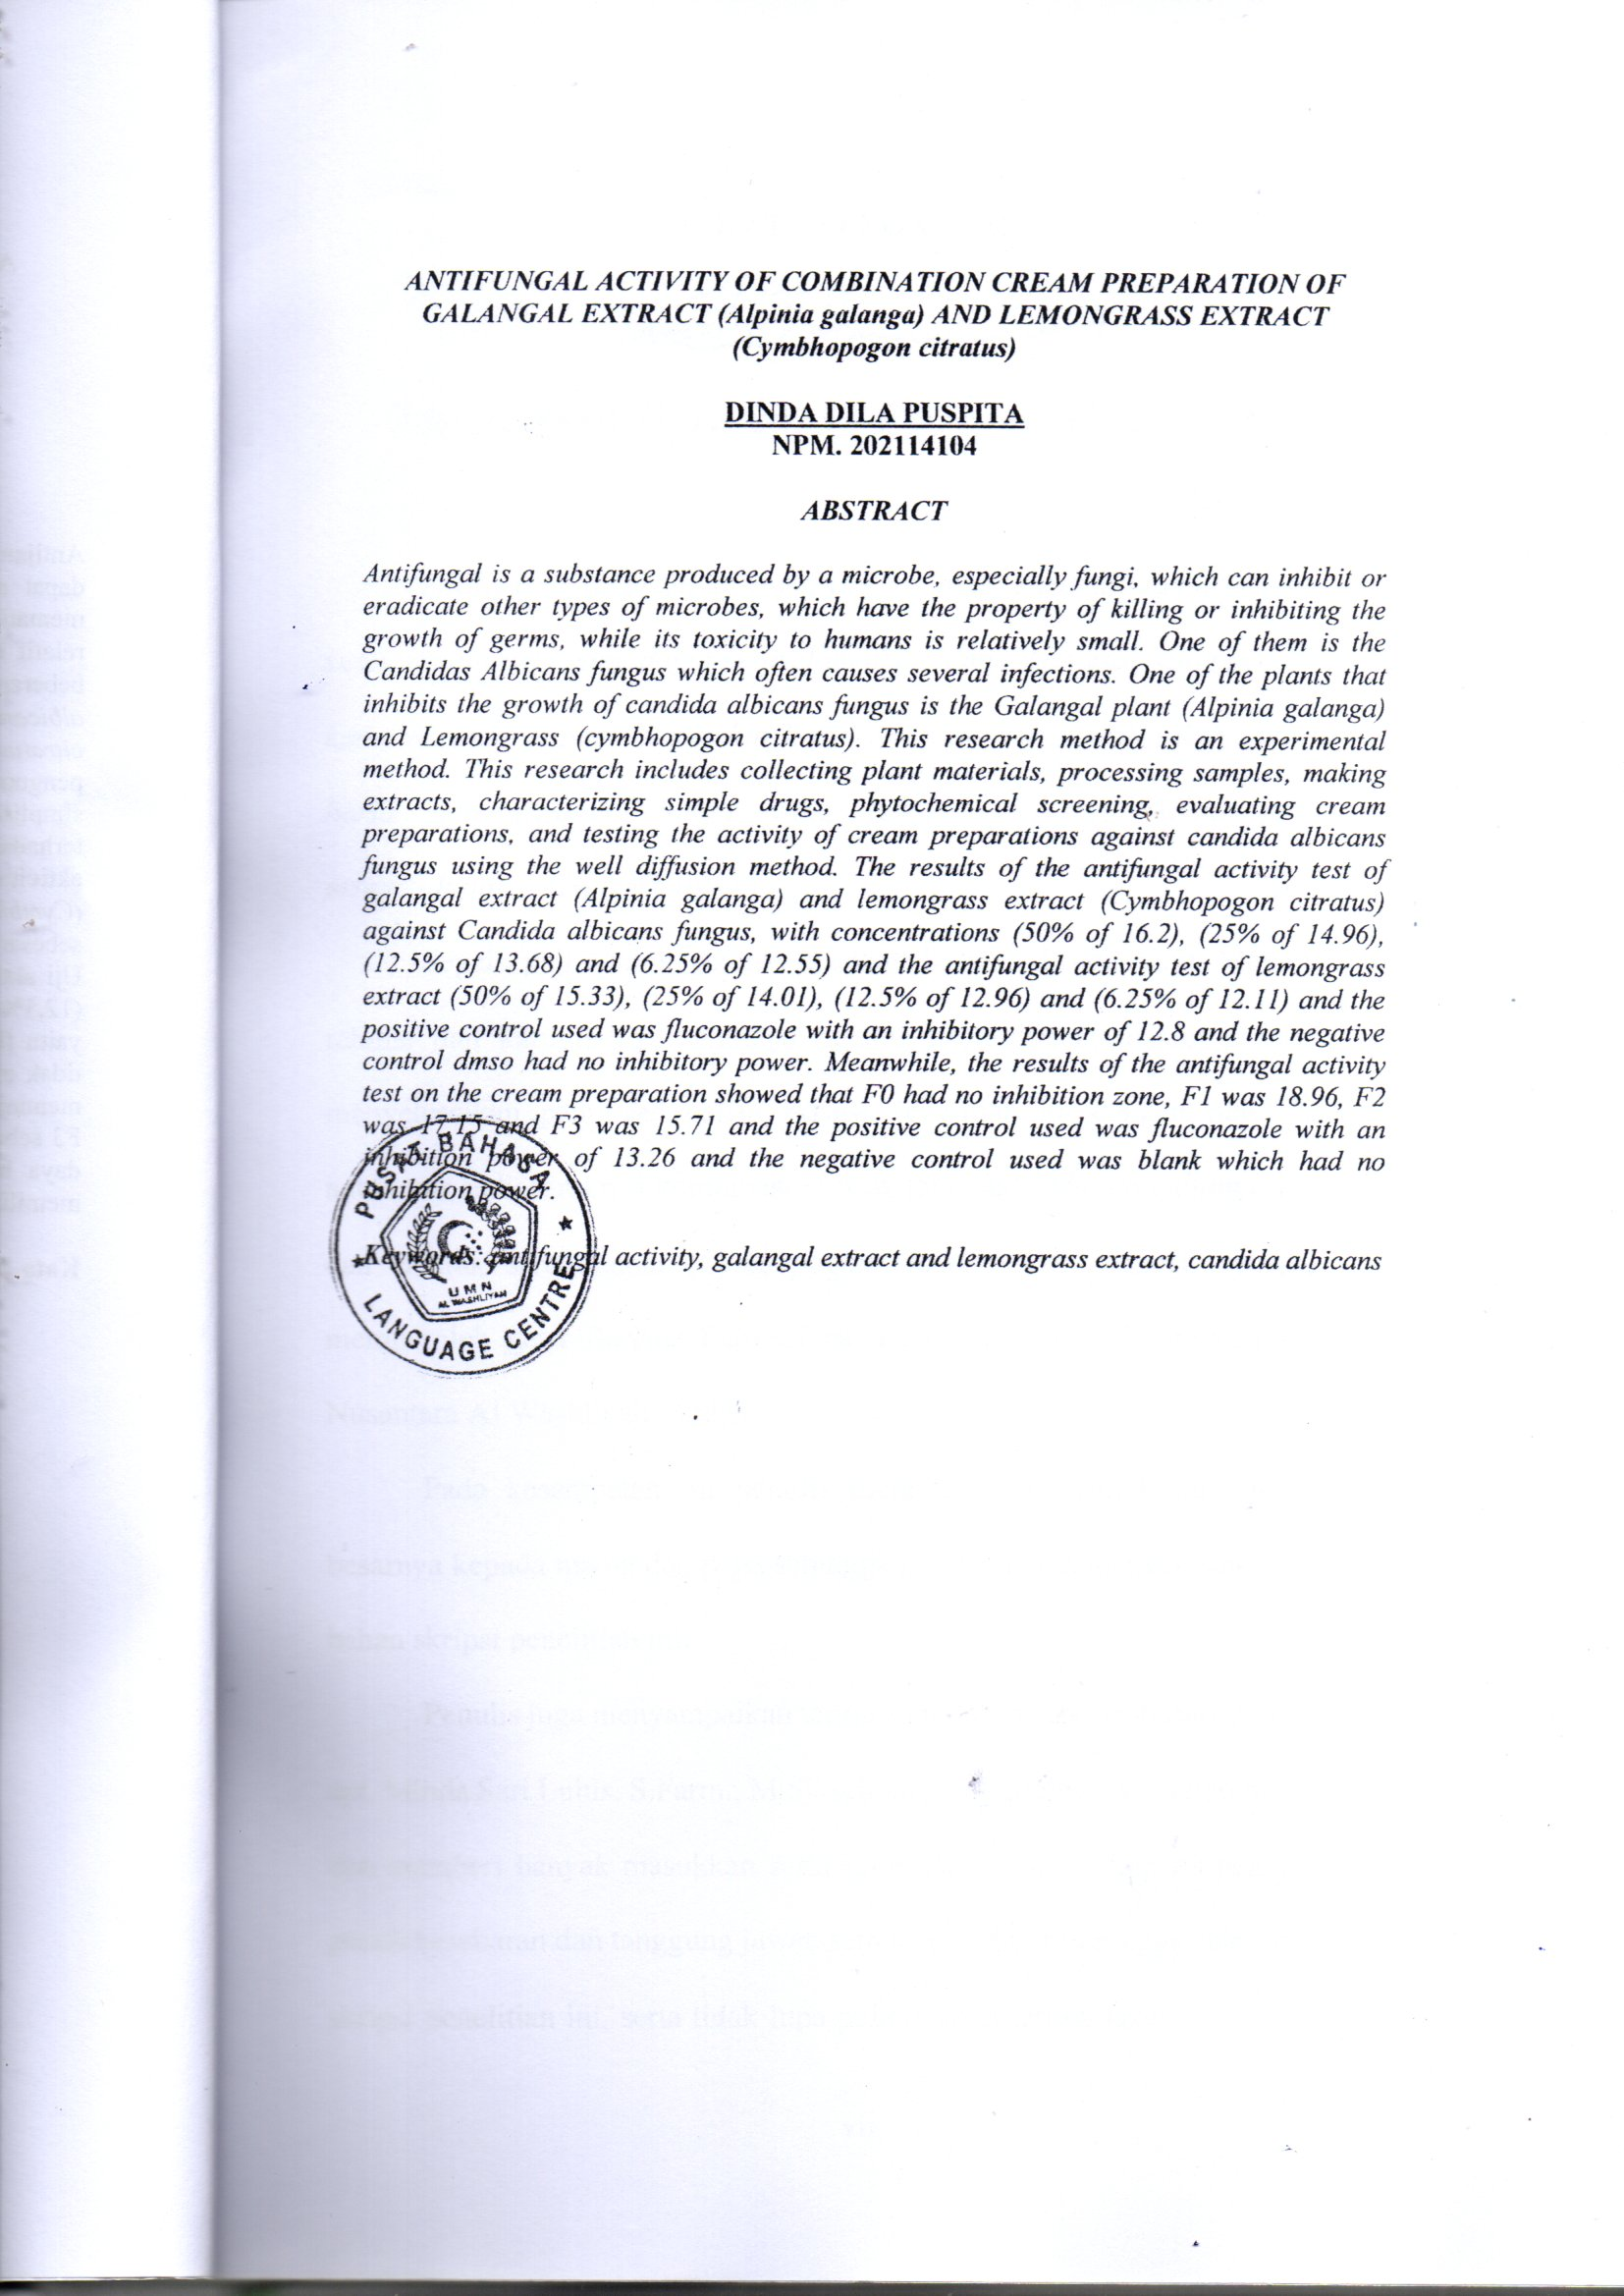 ANTIFUNGAL ACTIVITY OF COMBINATION CREAM PREPARATION OF
GALANGAL EXTRACT (Alpinia galanga) AND LEMONGRASS EXTRACT
(Cymbhopogon citratus)
DINDA DILA PUSPITA
NPM. 202114104
ABSTRACT
Antifungal is a substance produced by a microbe, especially fungi, which can inhibit or
eradicate other types of microbes, which have the property of killing or inhibiting the
growth of germs, while its toxicity to humans is relatively small. One of them is the
Candidas Albicans fungus which often causes several infections. One of the plants that
inhibits the growth of candida albicans fungus is the Galangal plant (Alpinia galanga)
and Lemongrass (cymbhopogon citratus). This research method is an experimental
method. This research includes collecting plant materials, processing samples, making
extracts, characterizing simple drugs, phytochemical screening, evaluating cream
preparations, and testing the activity of cream preparations against candida albicans
fungus using the well diffusion method. The results of the antifungal activity test of
galangal extract (Alpinia galanga) and lemongrass extract (Cymbhopogon citratus)
against Candida albicans fungus, with concentrations (50% of 16.2), (25% of 14.96),
(12.5% of 13.68) and (6.25% of 12.55) and the antifungal activity test of lemongrass
extract (50% of 15.33), (25% of 14.01), (12.5% of 12.96) and (6.25% of 12.11) and the
positive control used was fluconazole with an inhibitory power of 12.8 and the negative
control dmso had no inhibitory power. Meanwhile, the results of the antifungal activity
test on the cream preparation showed that F0 had no inhibition zone, F1 was 18.96, F2
was 17.15 and F3 was 15.71 and the positive control used was fluconazole with an
inhibition power of 13.26 and the negative control used was blank which had no
inhibition power.
Keywords: antifungal activity, galangal extract and lemongrass extract, candida albicans
PUSAT BAHASA
UMN
AL WASHLIYAH
LANGUAGE CENTRE